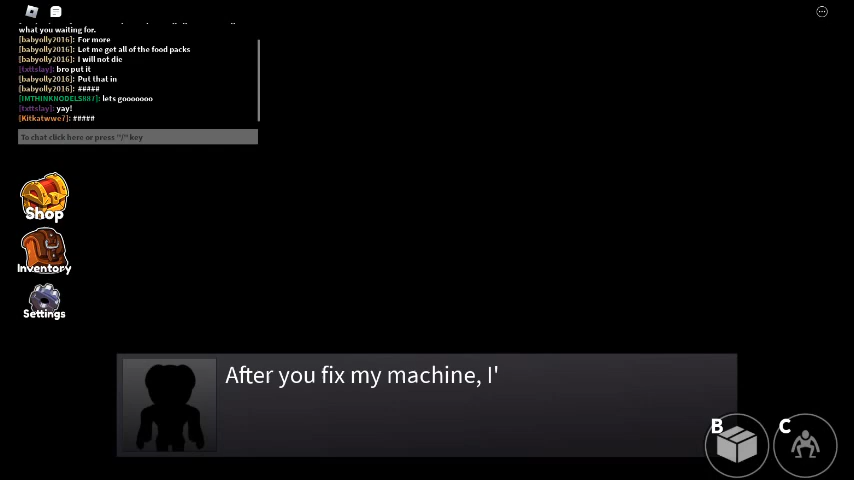 what you waiting for.
[babyolly2016]: For more
[babyolly2016]: Let me get all of the food packs
[babyolly2016]: I will not die
[txttslay]: bro put it
[babyolly2016]: Put that in
[babyolly2016]: #####
[IMTHINKNODELS887]: lets gooooooo
[txttslay]: yay!
[Kitkatwwe7]: #####
To chat click here or press "/" key
Shop
Inventory
Settings
After you fix my machine, I'
B
C